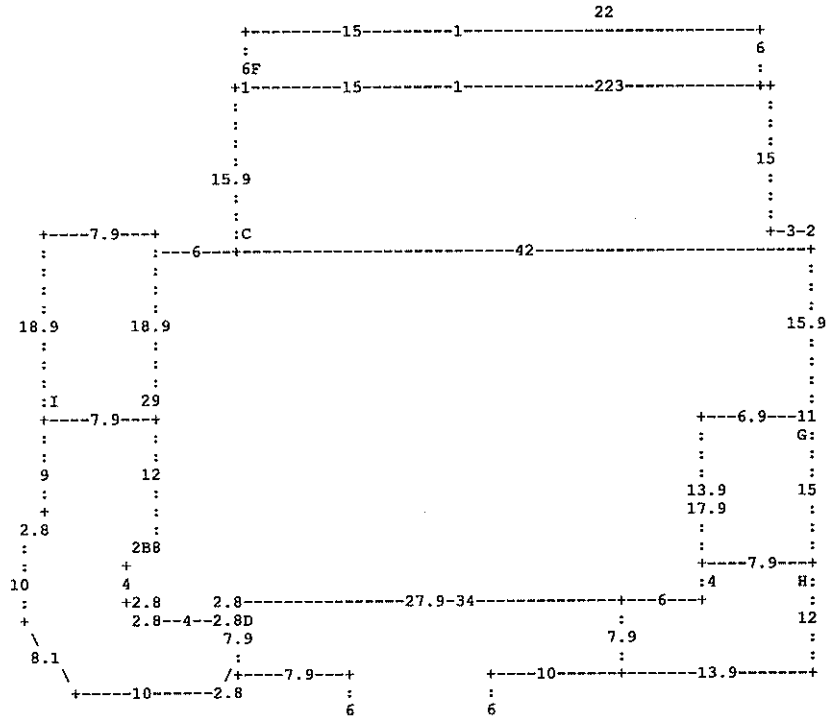 22
+---------15--------1-----------------------------+
: 6
6F :
+1---------15--------1-------------223-------------++
: :
: :
: :
: 15
15.9 :
: :
+----7.9---+ :C +-3-2
: :---6---+---------------------------42---------------------------+
: : :
: : :
: : :
18.9 18.9 15.9
: : :
: : :
: : :
:I 29 :
+----7.9---+ +---6.9---11
: : : G:
: : : :
9 12 : :
: : 13.9 15
+ : 17.9 :
2.8 : : :
: 2B8 : :
: + +----7.9---+
10 4 :4 H:
: +2.8 2.8----------------27.9-34--------------+----6---+ :
+ 2.8--4--2.8D : 12
\ 7.9 7.9 :
8.1 : : :
\ /+----7.9---+ +----10------+-------13.9-------+
+-----10------2.8 : :
6 6